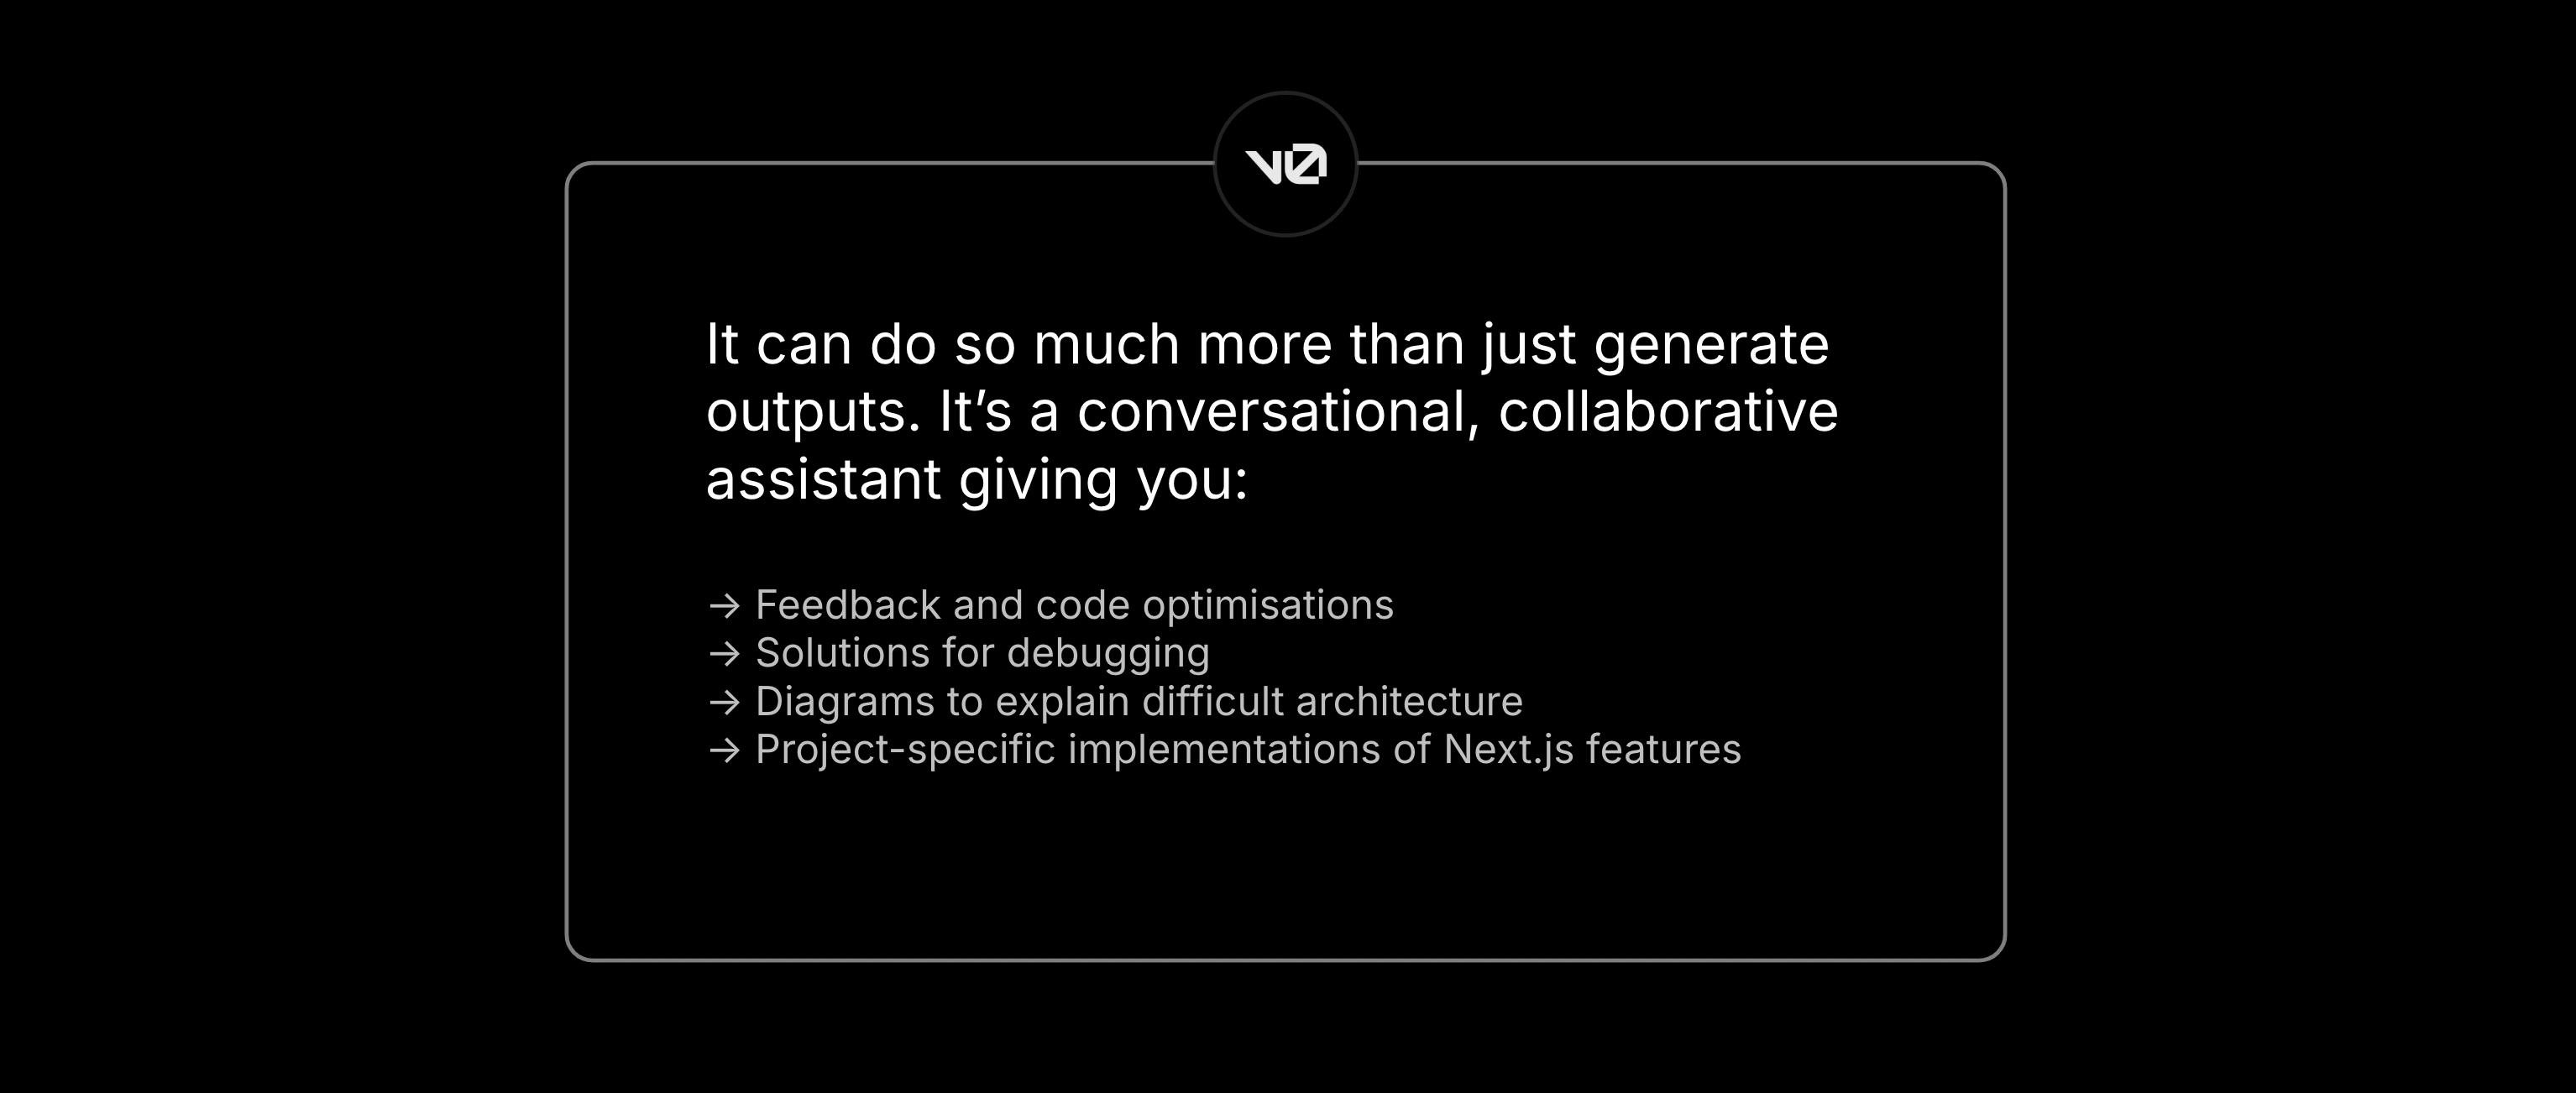 v0
It can do so much more than just generate
outputs. It’s a conversational, collaborative
assistant giving you:
→ Feedback and code optimisations
→ Solutions for debugging
→ Diagrams to explain difficult architecture
→ Project-specific implementations of Next.js features